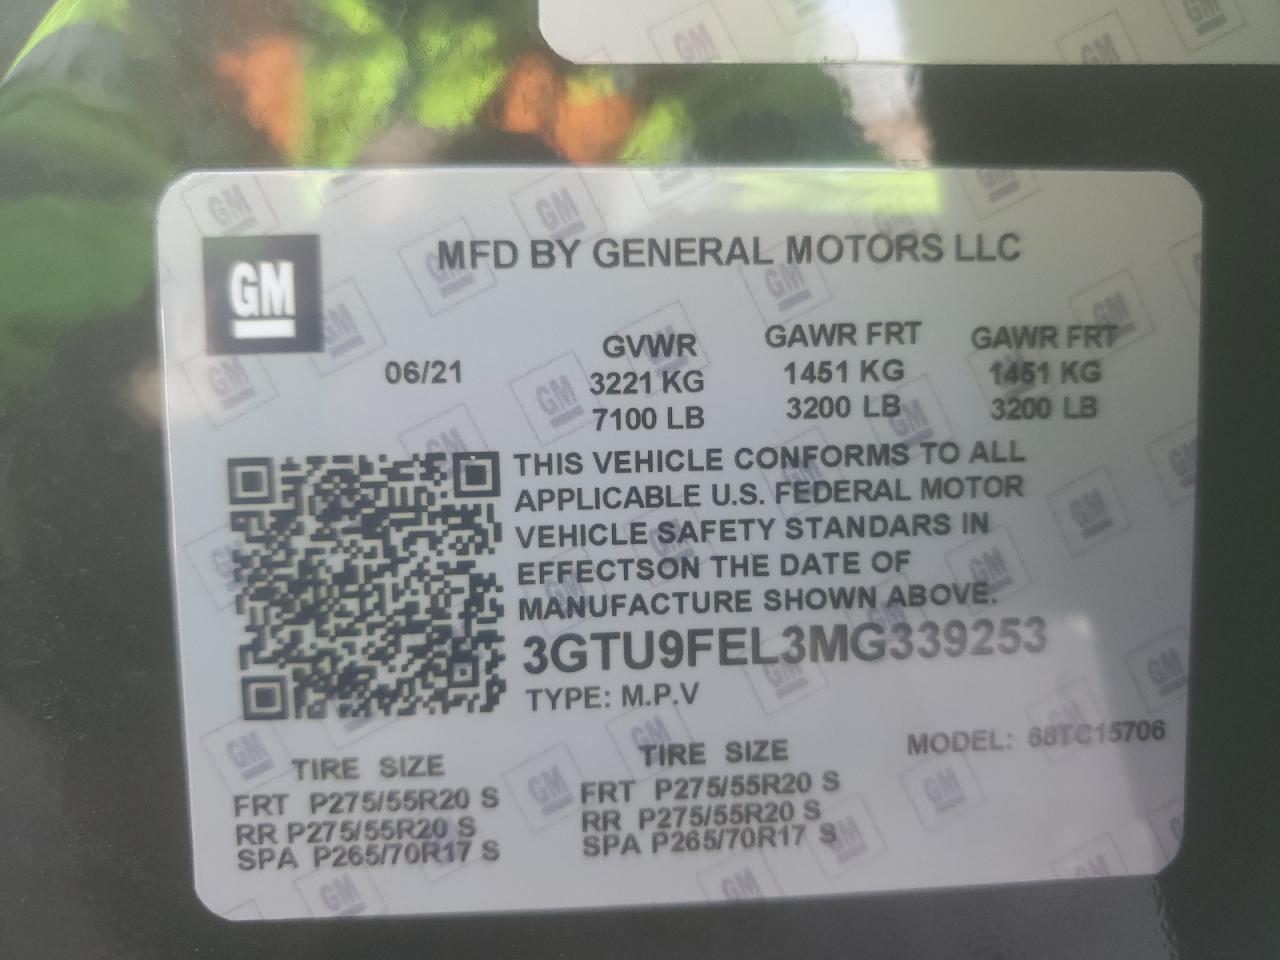 GM
MFD BY GENERAL MOTORS LLC
06/21
GVWR
3221 KG
7100 LB
GAWR FRT
1451 KG
3200 LB
GAWR FRT
1451 KG
3200 LB
THIS VEHICLE CONFORMS TO ALL
APPLICABLE U.S. FEDERAL MOTOR
VEHICLE SAFETY STANDARS IN
EFFECTSON THE DATE OF
MANUFACTURE SHOWN ABOVE.
3GTU9FEL3MG339253
TYPE: M.P.V
MODEL: 68TC15706
TIRE SIZE
FRT P275/55R20 S
RR P275/55R20 S
SPA P265/70R17 S
TIRE SIZE
FRT P275/55R20 S
RR P275/55R20 S
SPA P265/70R17 S